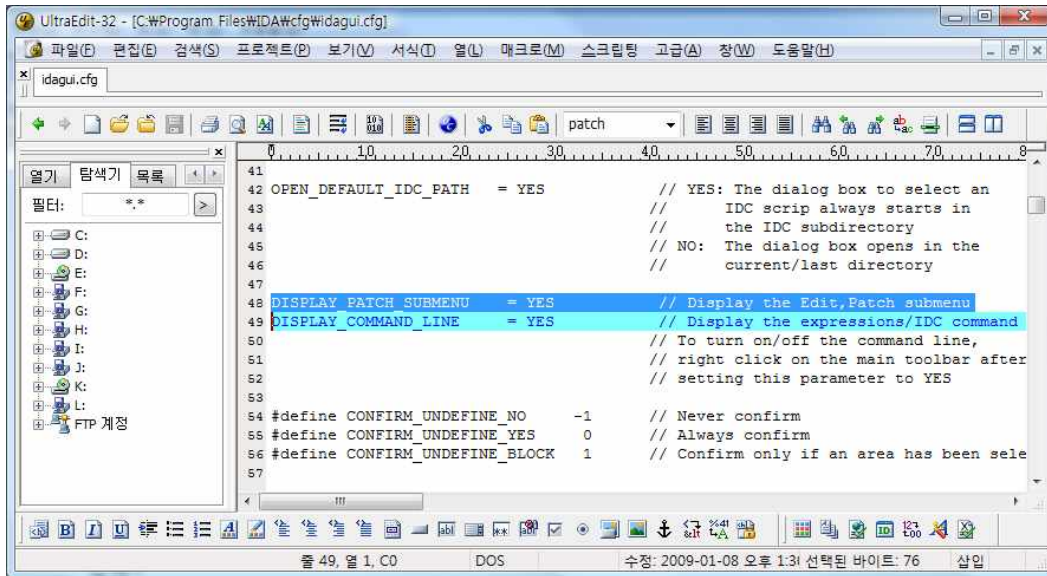 UltraEdit-32 - [C:₩Program Files₩IDA₩cfg₩idagui.cfg]
파일(F) 편집(E) 검색(S) 프로젝트(P) 보기(V) 서식(T) 열(L) 매크로(M) 스크립팅 고급(A) 창(W) 도움말(H)
idagui.cfg
patch
열기 탐색기 목록
필터: *.*
C:
D:
E:
F:
G:
H:
I:
J:
K:
L:
FTP 계정
0 10 20 30 40 50 60 70 8
41
42 OPEN_DEFAULT_IDC_PATH = YES // YES: The dialog box to select an
43 // IDC scrip always starts in
44 // the IDC subdirectory
45 // NO: The dialog box opens in the
46 // current/last directory
47
48 DISPLAY_PATCH_SUBMENU = YES // Display the Edit,Patch submenu
49 DISPLAY_COMMAND_LINE = YES // Display the expressions/IDC command
50 // To turn on/off the command line,
51 // right click on the main toolbar after
52 // setting this parameter to YES
53
54 #define CONFIRM_UNDEFINE_NO -1 // Never confirm
55 #define CONFIRM_UNDEFINE_YES 0 // Always confirm
56 #define CONFIRM_UNDEFINE_BLOCK 1 // Confirm only if an area has been sele
57
줄 49, 열 1, C0 DOS 수정: 2009-01-08 오후 1:3 선택된 바이트: 76 삽입